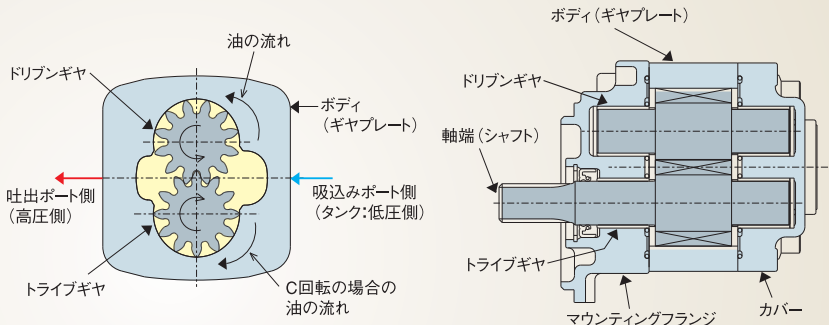 油の流れ
ドリブンギヤ
ボディ
(ギヤプレート)
吐出ポート側
(高圧側)
吸込みポート側
(タンク:低圧側)
トライブギヤ
C回転の場合の
油の流れ
ボディ(ギヤプレート)
ドリブンギヤ
軸端(シャフト)
トライブギヤ
マウンティングフランジ
カバー